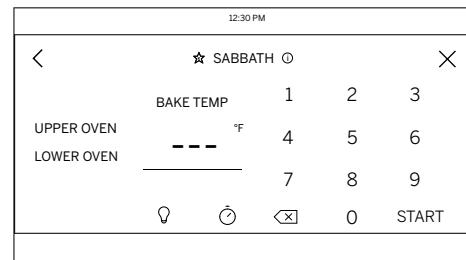 12:30 PM
SABBATH
BAKE TEMP
1 2 3
UPPER OVEN
--- °F
4 5 6
LOWER OVEN
7 8 9
0 START